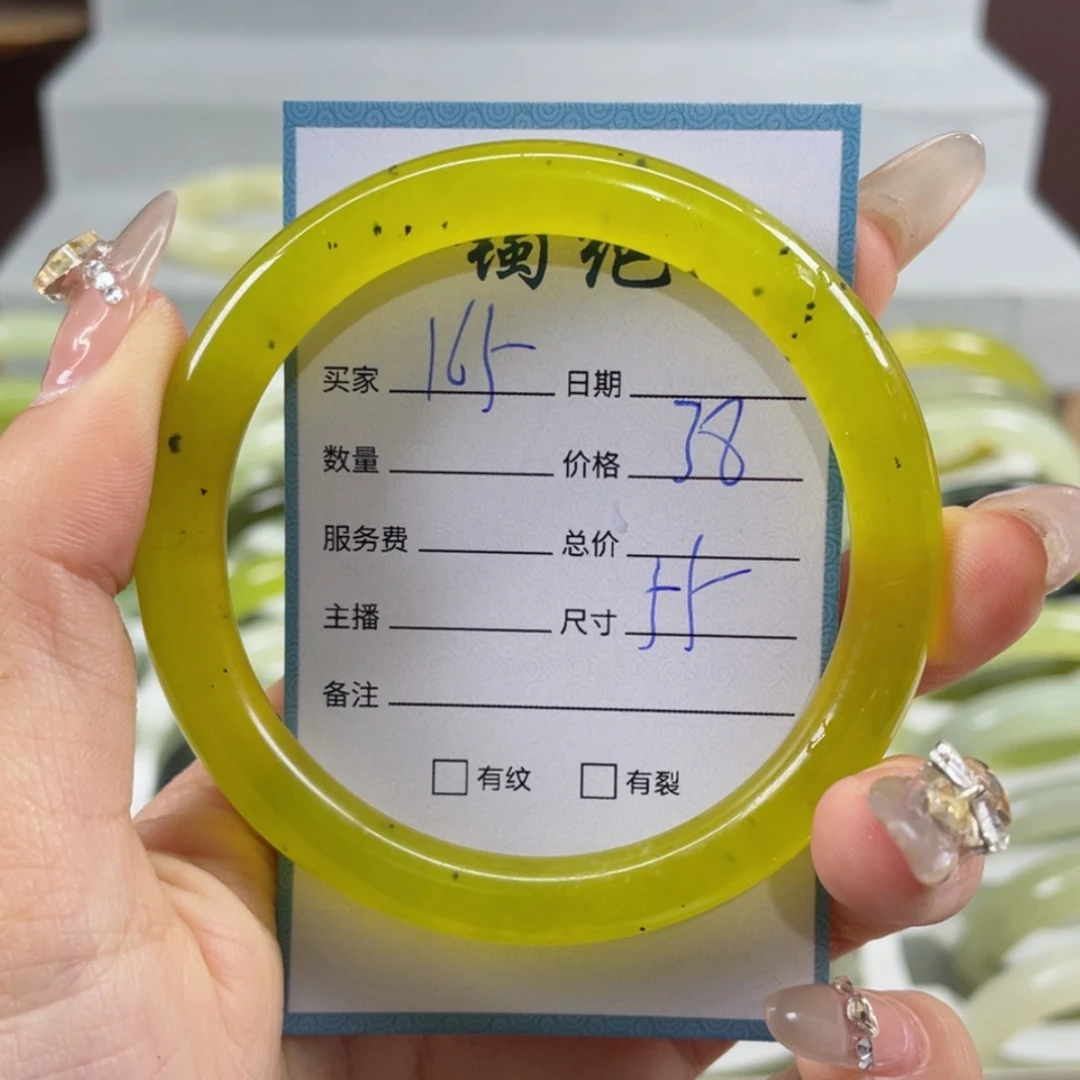 买家 165 日期
数量 价格 38
服务费 总价
主播 尺寸 55
备注
□ 有纹 □ 有裂